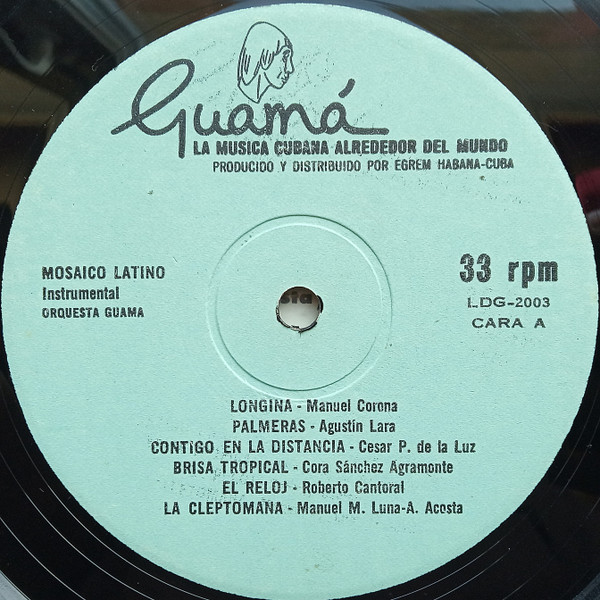 Guamá
LA MUSICA CUBANA ALREDEDOR DEL MUNDO
PRODUCIDO Y DISTRIBUIDO POR EGREM HABANA-CUBA
MOSAICO LATINO
Instrumental
ORQUESTA GUAMA
33 rpm
LDG-2003
CARA A
LONGINA - Manuel Corona
PALMERAS - Agustín Lara
CONTIGO EN LA DISTANCIA - Cesar P. de la Luz
BRISA TROPICAL - Cora Sánchez Agramonte
EL RELOJ - Roberto Cantoral
LA CLEPTOMANA - Manuel M. Luna-A. Acosta